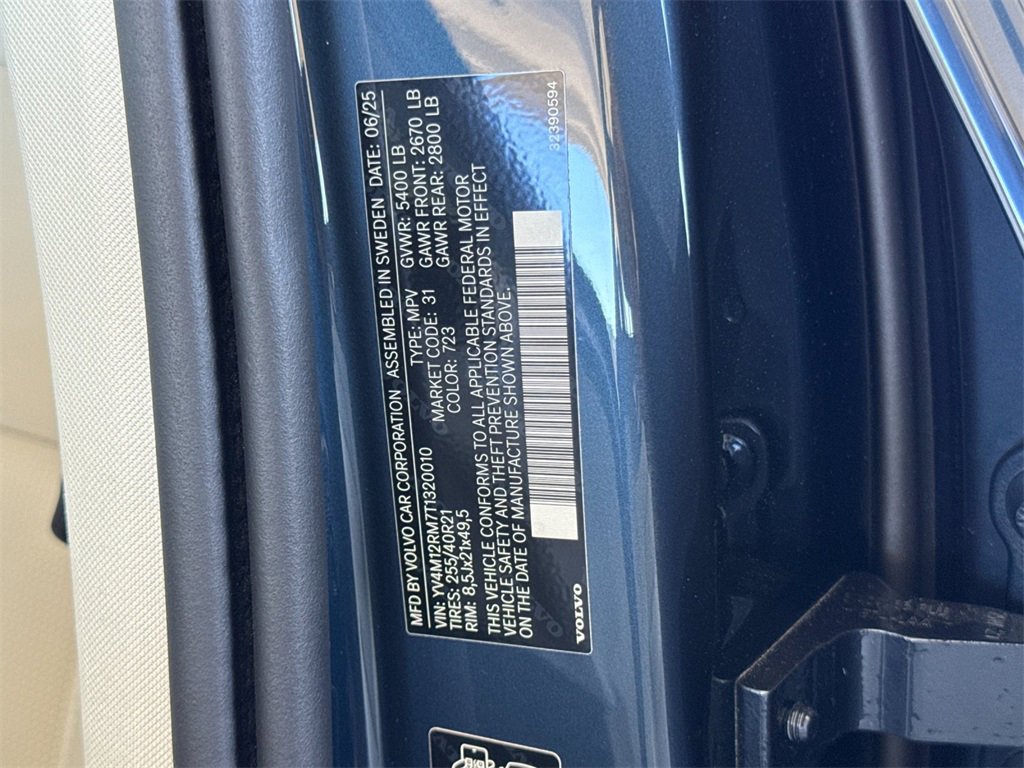 MFD BY VOLVO CAR CORPORATION ASSEMBLED IN SWEDEN DATE: 06/25
VIN: YV4M12RM7T1320010 TYPE: MPV GVWR: 5400 LB
TIRES: 255/40R21 MARKET CODE: 31 GAWR FRONT: 2670 LB
RIM: 8,5Jx21x49,5 COLOR: 723 GAWR REAR: 2800 LB
THIS VEHICLE CONFORMS TO ALL APPLICABLE FEDERAL MOTOR
VEHICLE SAFETY AND THEFT PREVENTION STANDARDS IN EFFECT
ON THE DATE OF MANUFACTURE SHOWN ABOVE.
VOLVO 32390594